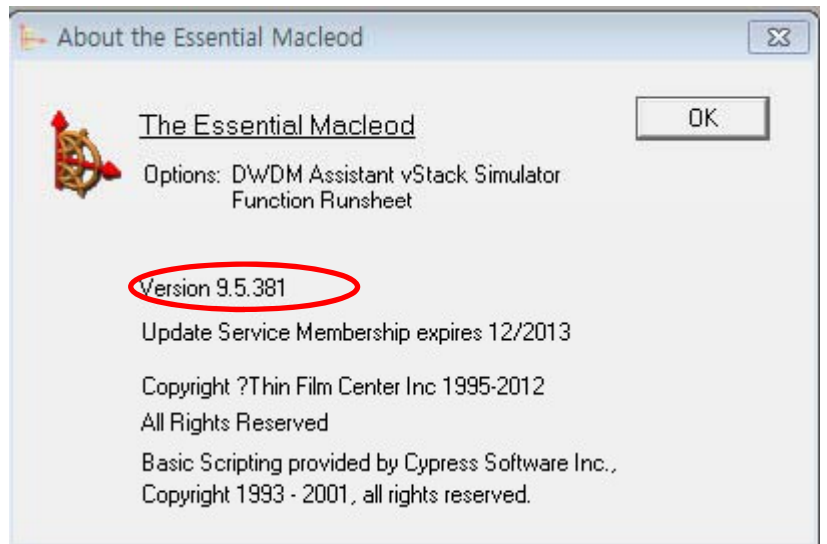 About the Essential Macleod
OK
The Essential Macleod
Options: DWDM Assistant vStack Simulator
Function Runsheet
Version 9.5.381
Update Service Membership expires 12/2013
Copyright ?Thin Film Center Inc 1995-2012
All Rights Reserved
Basic Scripting provided by Cypress Software Inc.,
Copyright 1993 - 2001, all rights reserved.